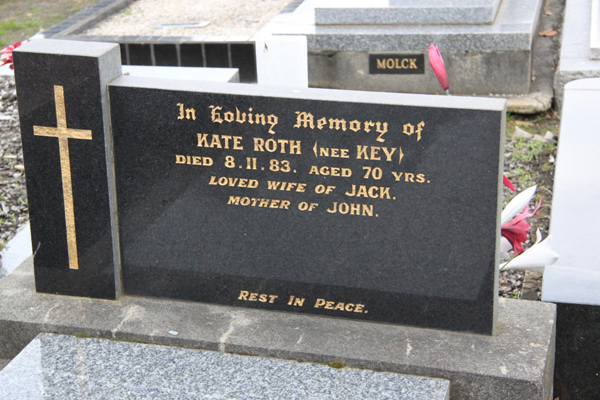 MOLCK
In Loving Memory of
KATE ROTH (NEE KEY)
DIED 8.11.83. AGED 70 YRS.
LOVED WIFE OF JACK.
MOTHER OF JOHN.
REST IN PEACE.